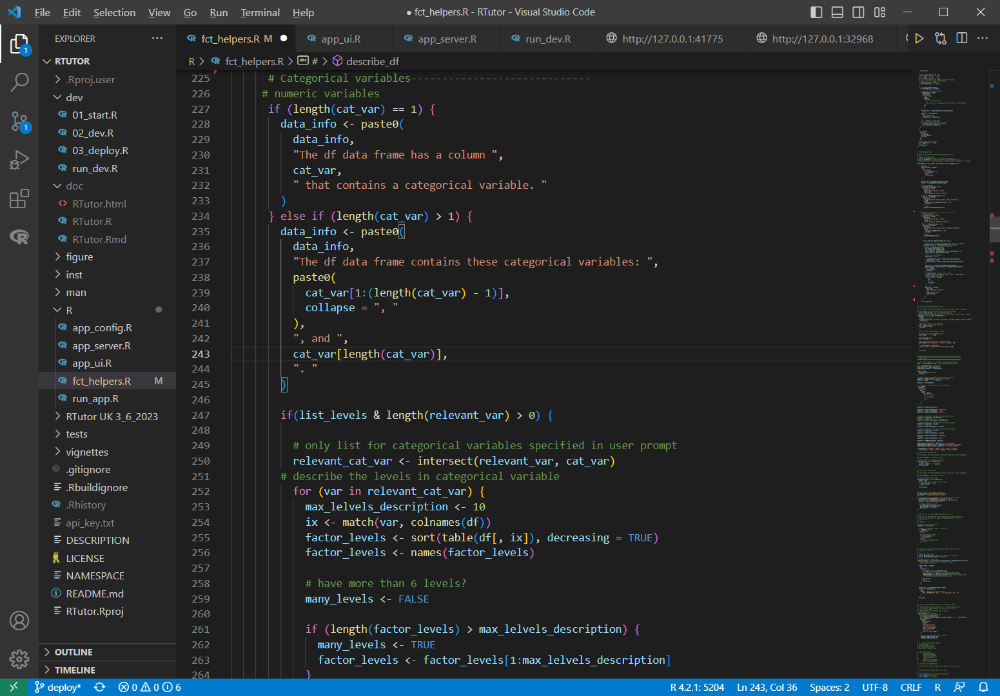 File Edit Selection View Go Run Terminal Help
● fct_helpers.R - RTutor - Visual Studio Code
EXPLORER ···
RTUTOR
.Rproj.user
dev
01_start.R
02_dev.R
03_deploy.R
run_dev.R
doc
RTutor.html
RTutor.R
RTutor.Rmd
figure
inst
man
R
app_config.R
app_server.R
app_ui.R
fct_helpers.R M
run_app.R
RTutor UK 3_6_2023
tests
vignettes
.gitignore
.Rbuildignore
.Rhistory
api_key.txt
DESCRIPTION
LICENSE
NAMESPACE
README.md
RTutor.Rproj
OUTLINE
TIMELINE
1
1
fct_helpers.R M ●
app_ui.R
app_server.R
run_dev.R
http://127.0.0.1:41775
http://127.0.0.1:32968
R > fct_helpers.R > # > describe_df
225 # Categorical variables-----------------------------
226 # numeric variables
227 if (length(cat_var) == 1) {
228 data_info <- paste0(
229 data_info,
230 "The df data frame has a column ",
231 cat_var,
232 " that contains a categorical variable. "
233 )
234 } else if (length(cat_var) > 1) {
235 data_info <- paste0(
236 data_info,
237 "The df data frame contains these categorical variables: ",
238 paste0(
239 cat_var[1:(length(cat_var) - 1)],
240 collapse = ", "
241 ),
242 ", and ",
243 cat_var[length(cat_var)],
244 ". "
245 )
246
247 if(list_levels & length(relevant_var) > 0) {
248
249 # only list for categorical variables specified in user prompt
250 relevant_cat_var <- intersect(relevant_var, cat_var)
251 # describe the levels in categorical variable
252 for (var in relevant_cat_var) {
253 max_lelvels_description <- 10
254 ix <- match(var, colnames(df))
255 factor_levels <- sort(table(df[, ix]), decreasing = TRUE)
256 factor_levels <- names(factor_levels)
257
258 # have more than 6 levels?
259 many_levels <- FALSE
260
261 if (length(factor_levels) > max_lelvels_description) {
262 many_levels <- TRUE
263 factor_levels <- factor_levels[1:max_lelvels_description]
264 }
deploy* 0 0 6
R 4.2.1: 5204 Ln 243, Col 36 Spaces: 2 UTF-8 CRLF R